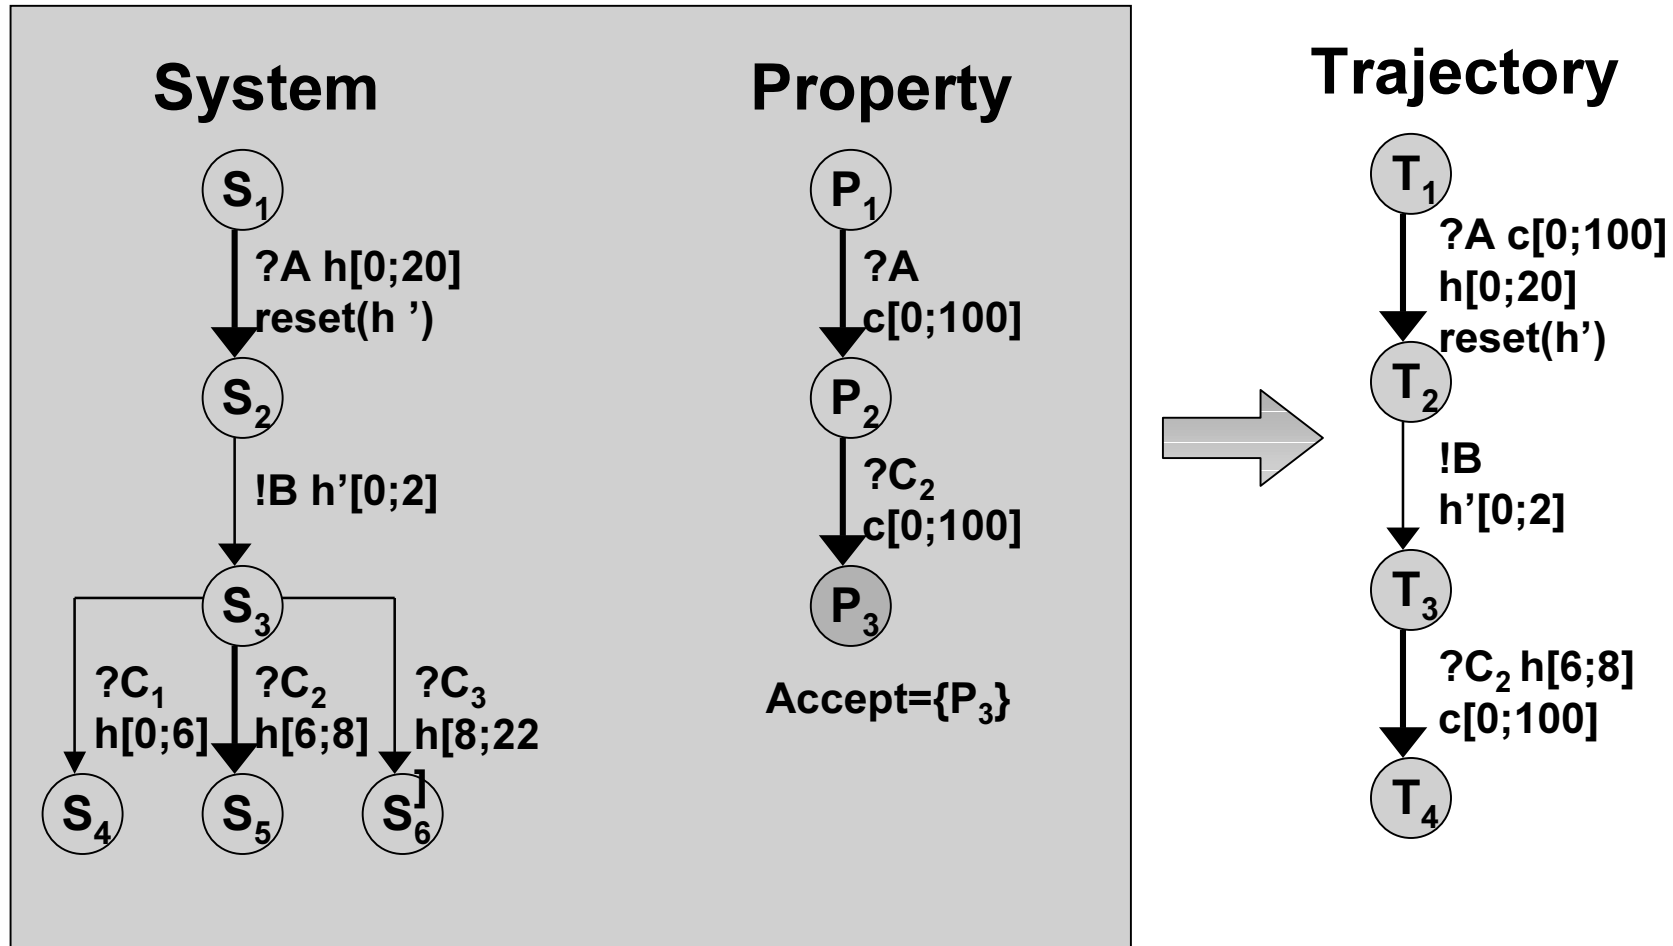 System
S1
?A h[0;20]
reset(h ’)
S2
!B h’[0;2]
S3
?C1
h[0;6]
?C2
h[6;8]
?C3
h[8;22
]
S4
S5
S6
Property
P1
?A
c[0;100]
P2
?C2
c[0;100]
P3
Accept={P3}
Trajectory
T1
?A c[0;100]
h[0;20]
reset(h’)
T2
!B
h’[0;2]
T3
?C2 h[6;8]
c[0;100]
T4